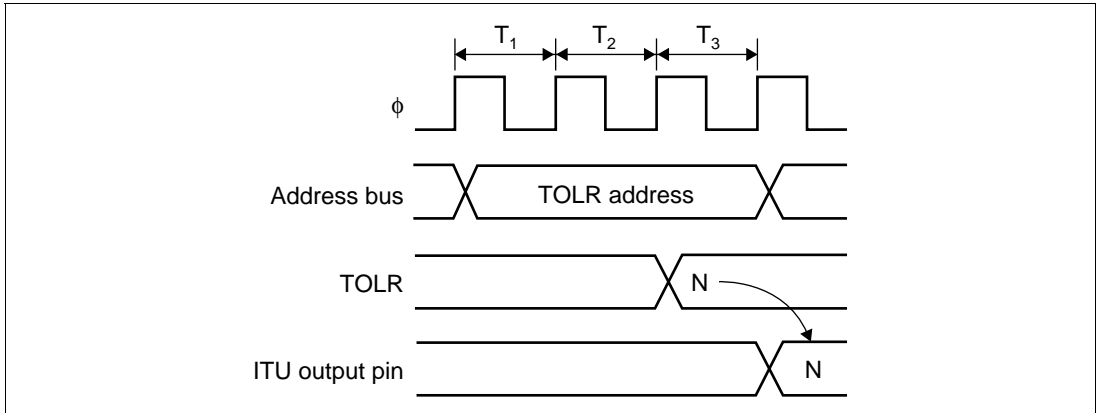 T₁ T₂ T₃
ϕ
Address bus TOLR address
TOLR N
ITU output pin N